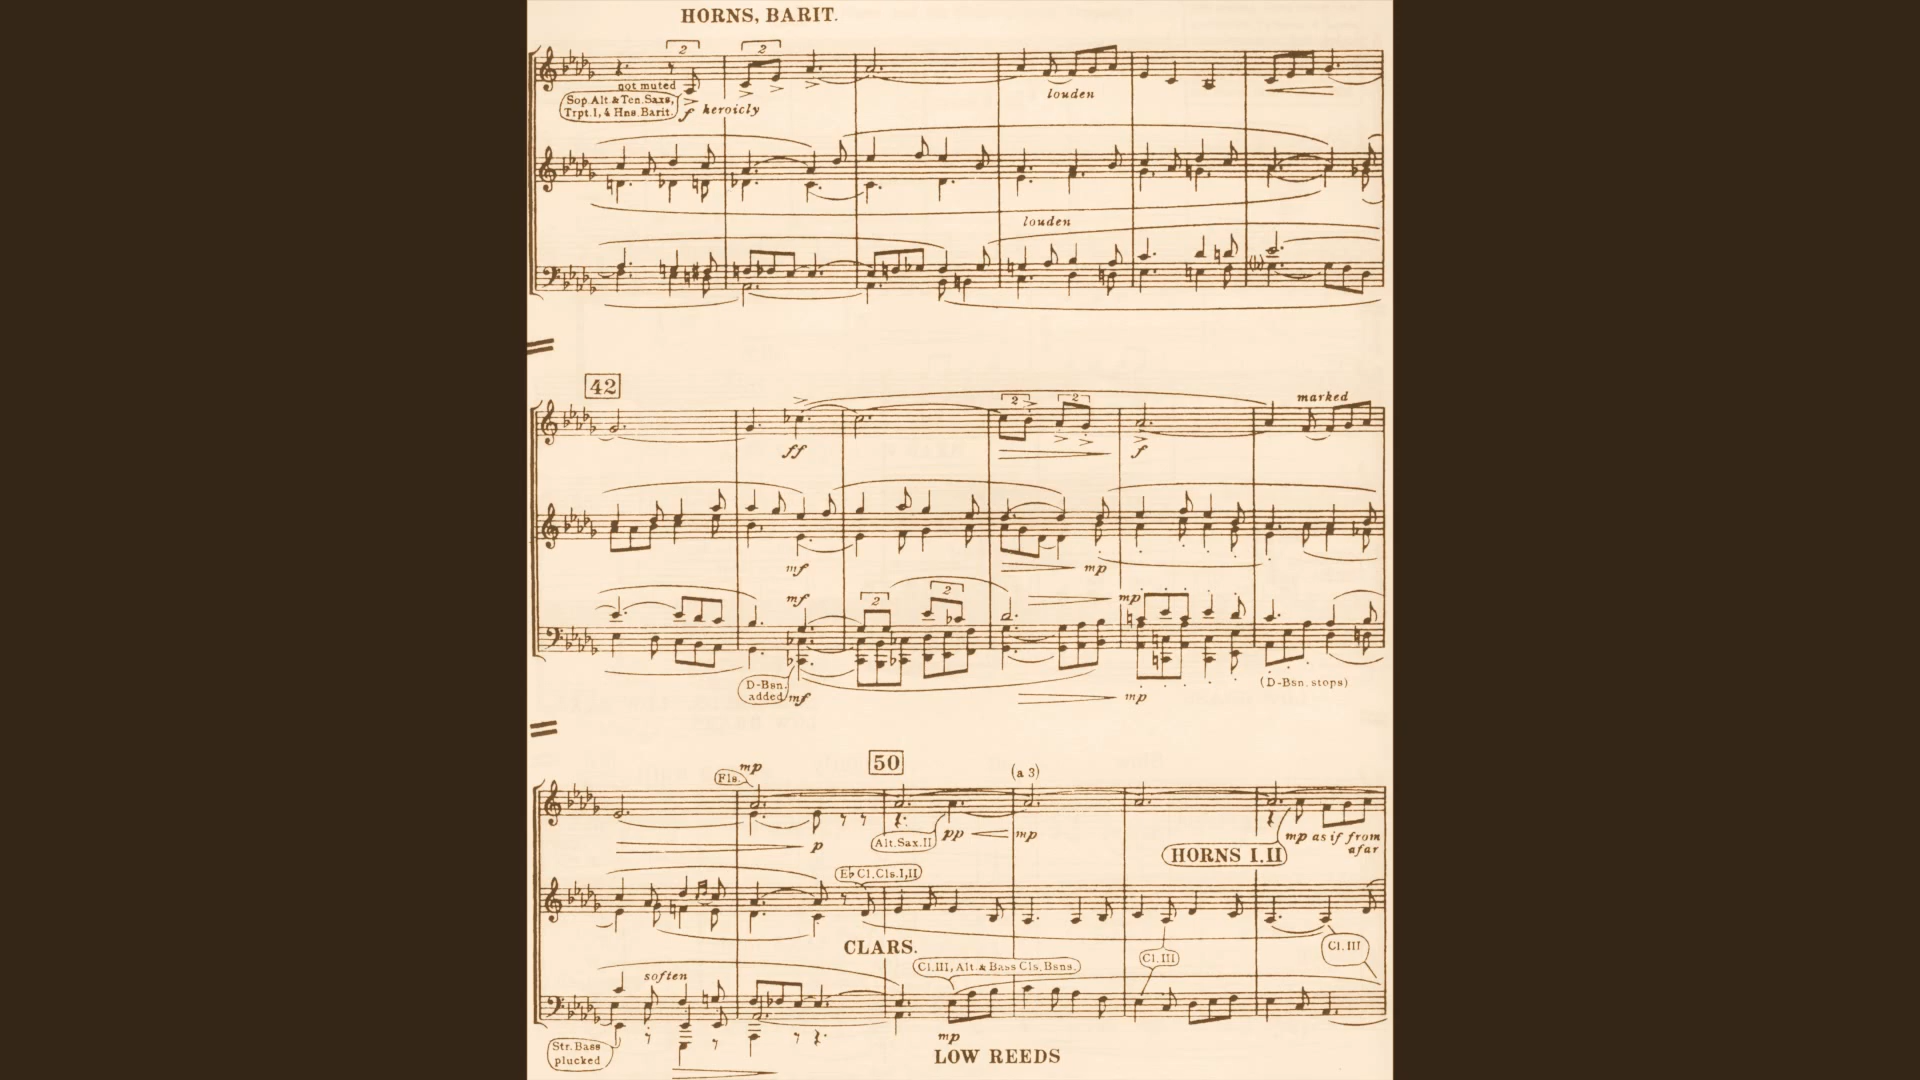 HORNS, BARIT.
2 2
not muted
Sop. Alt. & Ten. Saxs,
Trpt. I, 4 Hns. Barit.
f heroicly
louden
louden
42
2 2
marked
ff
f
mf
mp
mf
2 2
mp
D-Bsn.
added
mf
mp
(D-Bsn. stops)
Fls.
mp
50
(a 3)
p
Alt. Sax. II
pp
mp
HORNS I. II
mp as if from
afar
E♭ Cl. Cls. I, II
CLARS.
Cl. III
Cl. III
soften
Cl. III, Alt. & Bass Cls. Bsns.
Str. Bass
plucked
mp
LOW REEDS